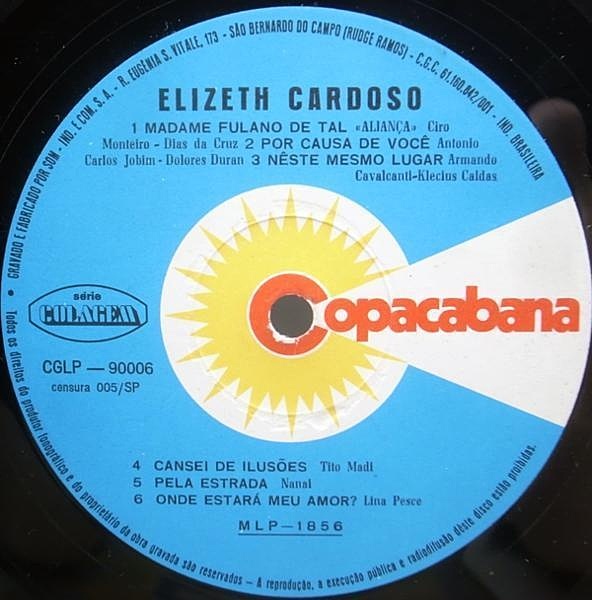 • GRAVADO E FABRICADO POR SOM - IND. E COM. S. A. - R. EUGÊNIA S. VITALE, 173 - SÃO BERNARDO DO CAMPO (RUDGE RAMOS) - C.G.C. 61.160.842/001 - IND. BRASILEIRA
ELIZETH CARDOSO
1 MADAME FULANO DE TAL «ALIANÇA» Ciro
Monteiro - Dias da Cruz 2 POR CAUSA DE VOCÊ Antonio
Carlos Jobim - Dolores Duran 3 NÊSTE MESMO LUGAR Armando
Cavalcanti-Klecius Caldas
série
COLAGEM
Copacabana
CGLP — 90006
censura 005/SP
4 CANSEI DE ILUSÕES Tito Madi
5 PELA ESTRADA Nanai
6 ONDE ESTARÁ MEU AMOR? Lina Pesce
MLP-1856
Todos os direitos do produtor fonográfico e do proprietário da obra gravada são reservados - A reprodução, a execução pública e radiodifusão dêste disco estão proibidas.